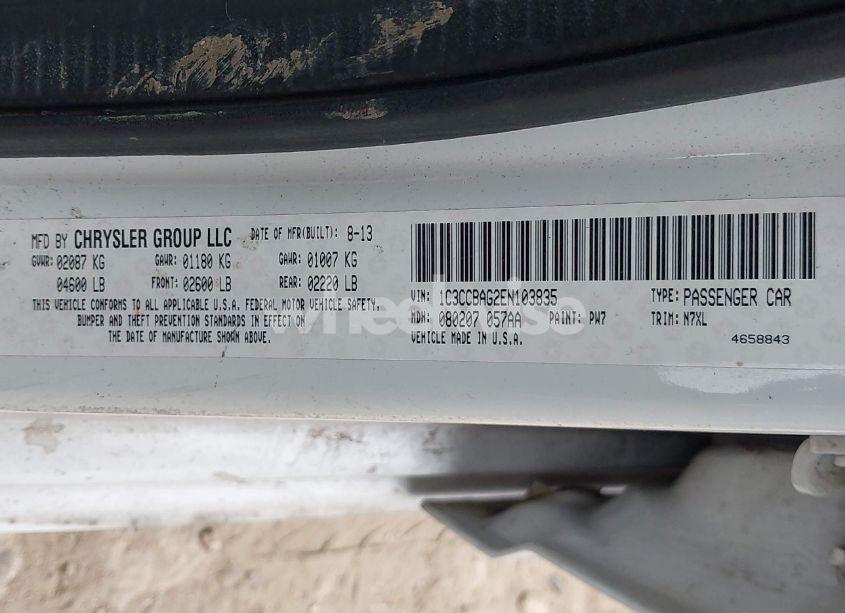 MFD BY CHRYSLER GROUP LLC DATE OF MFR(BUILT): 8-13
GVWR: 02087 KG GAWR: 01180 KG GAWR: 01007 KG
04600 LB FRONT: 02600 LB REAR: 02220 LB
THIS VEHICLE CONFORMS TO ALL APPLICABLE U.S.A. FEDERAL MOTOR VEHICLE SAFETY,
BUMPER AND THEFT PREVENTION STANDARDS IN EFFECT ON
THE DATE OF MANUFACTURE SHOWN ABOVE.
VIN: 1C3CCBAG2EN103835 TYPE: PASSENGER CAR
MDH: 080207 057AA PAINT: PW7 TRIM: N7XL
VEHICLE MADE IN U.S.A. 4658843